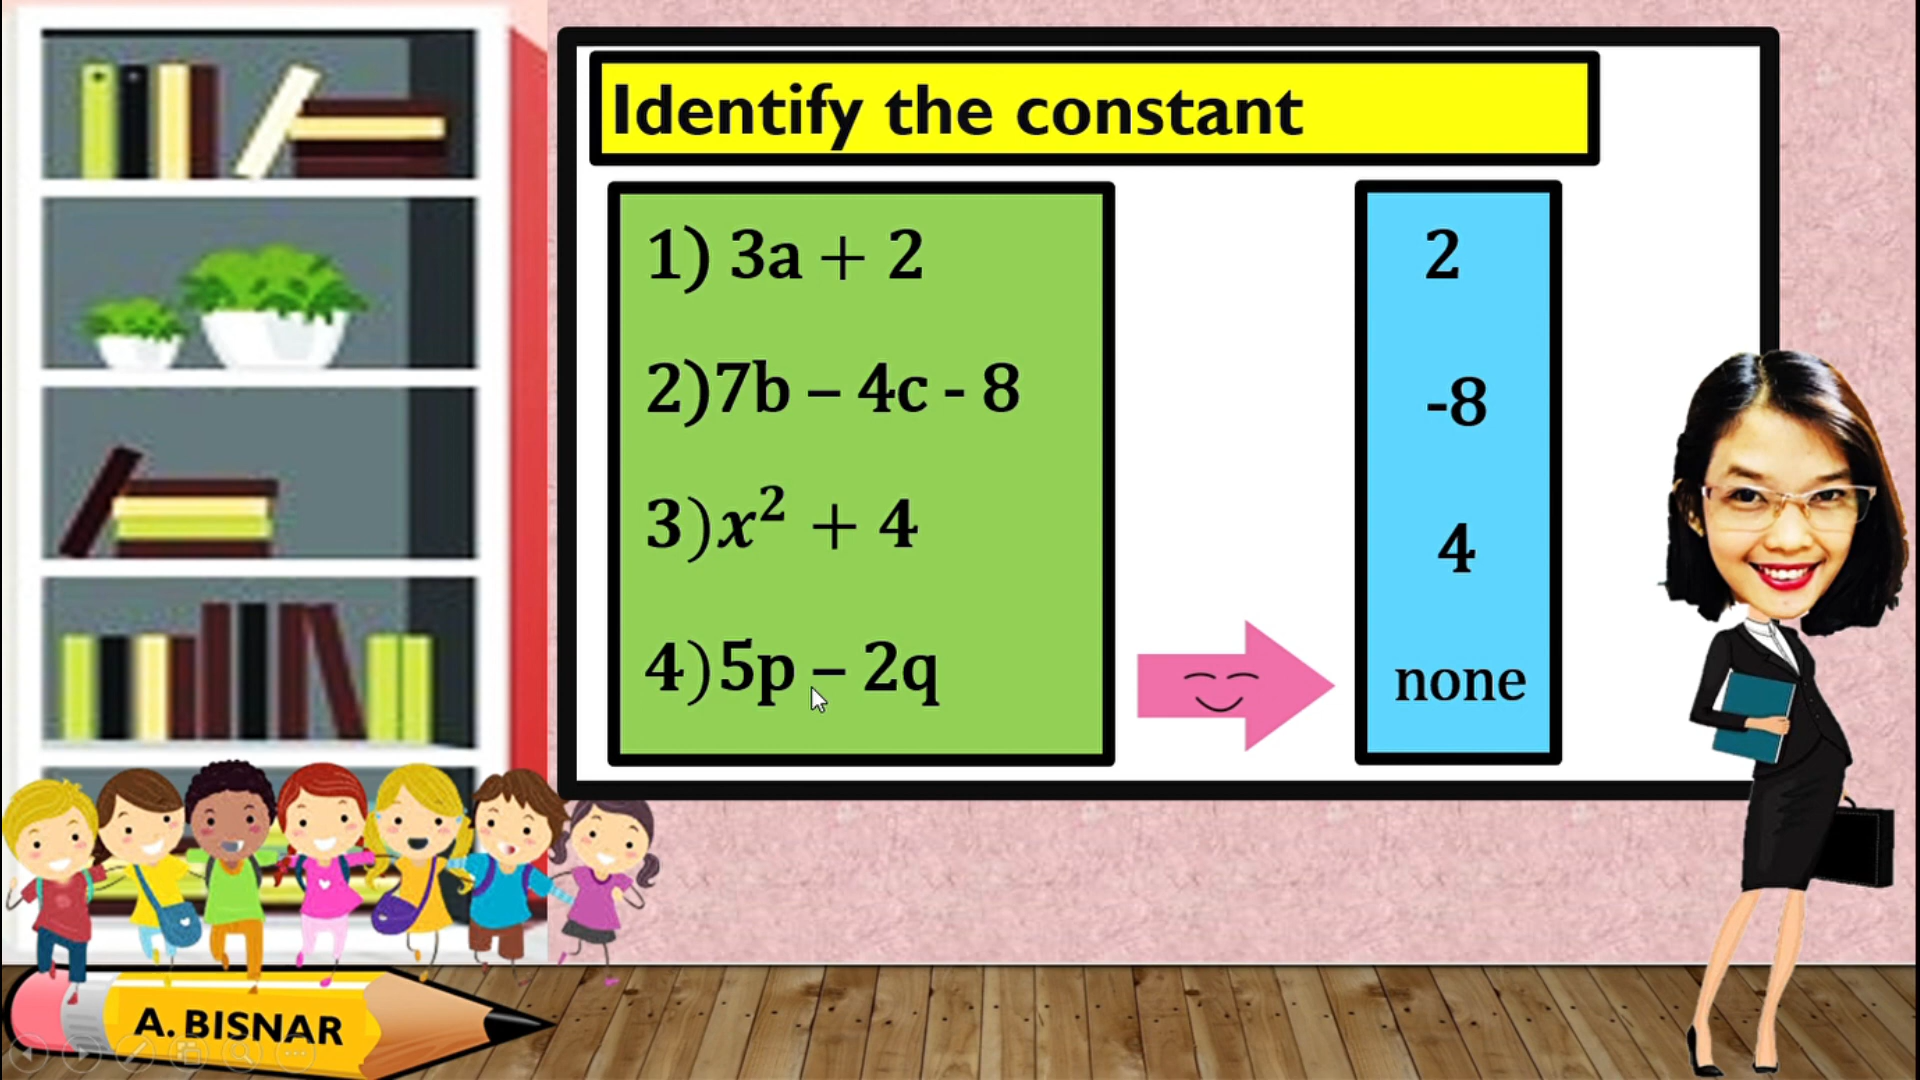 Identify the constant
1) 3a + 2
2
2)7b – 4c - 8
-8
3)x² + 4
4
4)5p – 2q
none
A. BISNAR